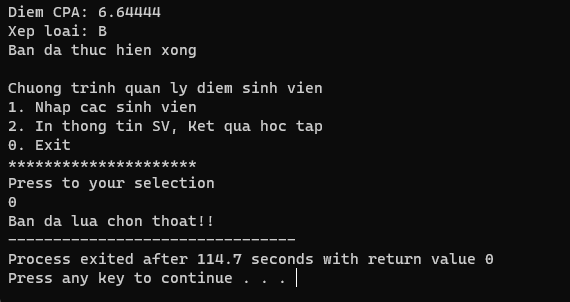 Diem CPA: 6.64444
Xep loai: B
Ban da thuc hien xong
Chuong trinh quan ly diem sinh vien
1. Nhap cac sinh vien
2. In thong tin SV, Ket qua hoc tap
0. Exit
*********************
Press to your selection
0
Ban da lua chon thoat!!
--------------------------------
Process exited after 114.7 seconds with return value 0
Press any key to continue . . .